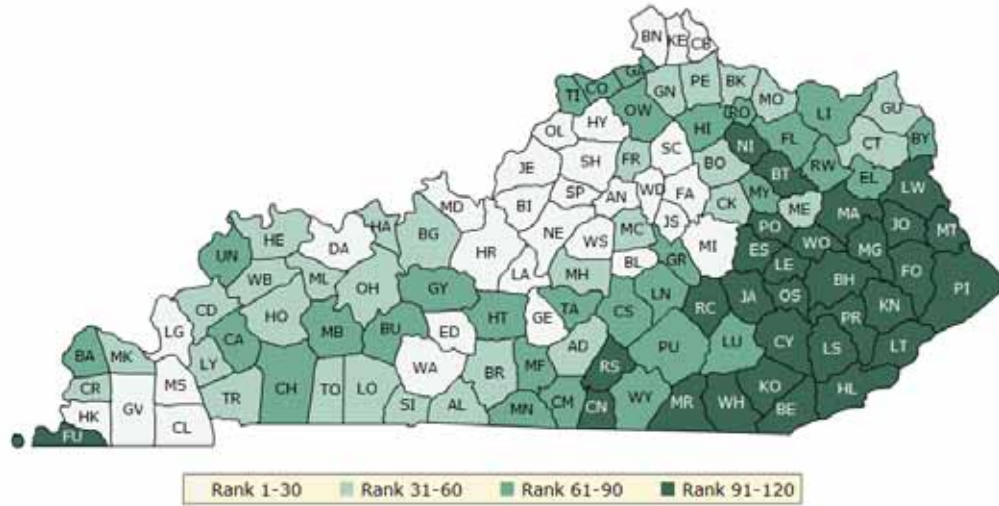 BN KE CB
TI CO GA GN PE BK MO GU
OW HI RO FL LI CT BY
OL HY SC NI
JE SH FR BO BT RW EL LW
SP AN WD FA CK MY ME MA JO MT
MD BI JS PO WO MG
HA BG NE WS MC MI ES FO
HE DA HR BL GR LE BH PI
UN WB ML LA MH LN JA OS KN
CD OH GY TA CS RC PR
LG HO MB BU HT GE PU LU CY LS LT
BA MK CA ED AD
LY WA BR MF RS KO HL
CR MS TR CH TO LO SI AL MN CM CN WY MR WH BE
HK GV CL
FU
Rank 1-30 Rank 31-60 Rank 61-90 Rank 91-120